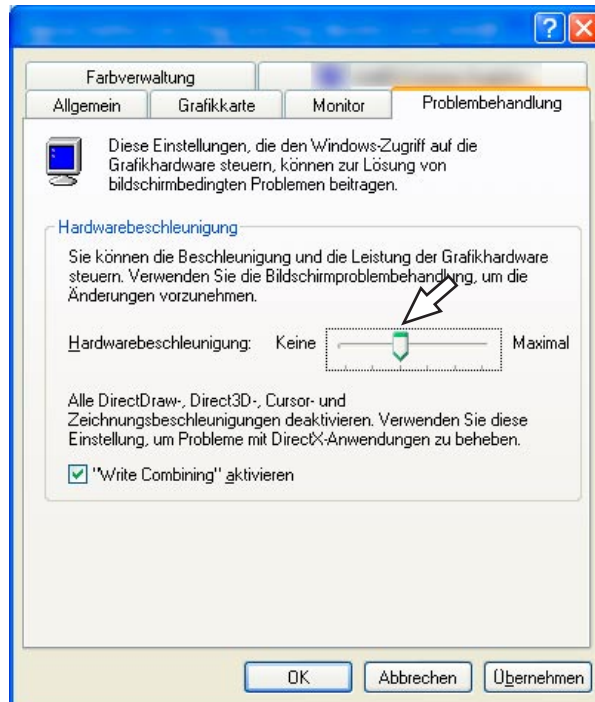 ?
Farbverwaltung
Allgemein Grafikkarte Monitor Problembehandlung
Diese Einstellungen, die den Windows-Zugriff auf die
Grafikhardware steuern, können zur Lösung von
bildschirmbedingten Problemen beitragen.
Hardwarebeschleunigung
Sie können die Beschleunigung und die Leistung der Grafikhardware
steuern. Verwenden Sie die Bildschirmproblembehandlung, um die
Änderungen vorzunehmen.
Hardwarebeschleunigung: Keine Maximal
Alle DirectDraw-, Direct3D-, Cursor- und
Zeichnungsbeschleunigungen deaktivieren. Verwenden Sie diese
Einstellung, um Probleme mit DirectX-Anwendungen zu beheben.
"Write Combining" aktivieren
OK Abbrechen Übernehmen